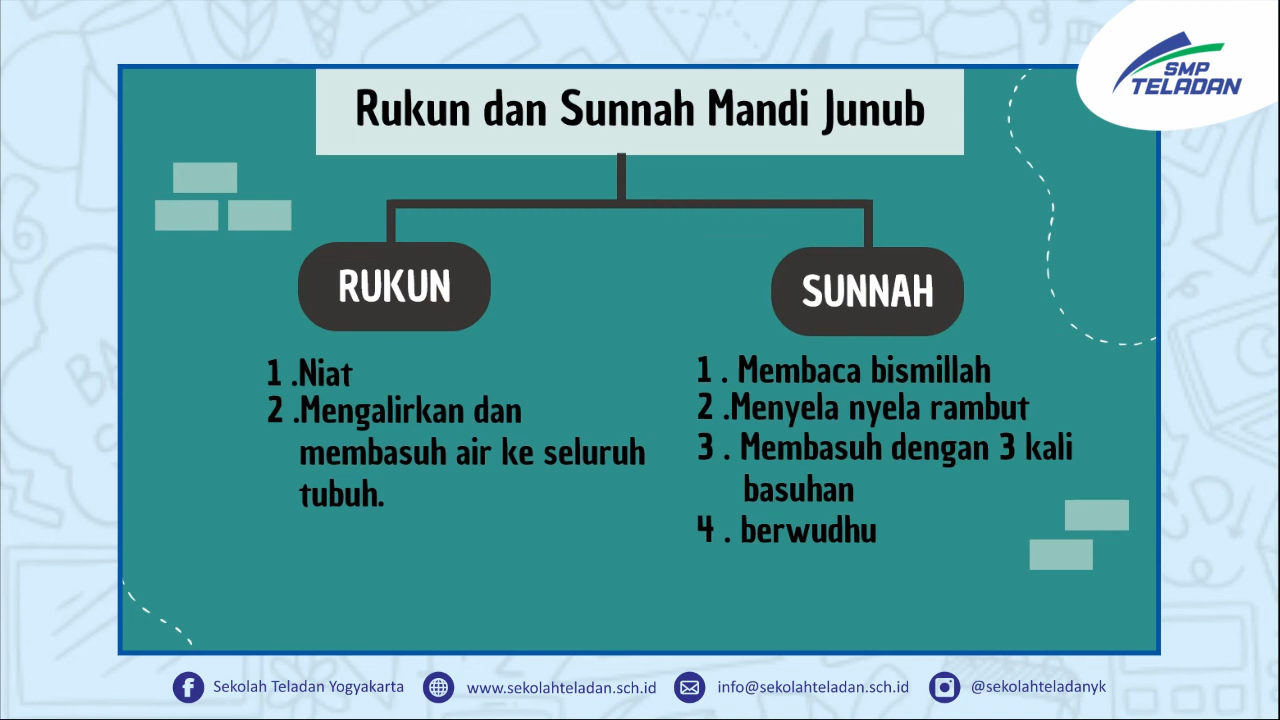 SMP
TELADAN
Rukun dan Sunnah Mandi Junub
RUKUN
1 .Niat
2 .Mengalirkan dan
membasuh air ke seluruh
tubuh.
SUNNAH
1 . Membaca bismillah
2 .Menyela nyela rambut
3 . Membasuh dengan 3 kali
basuhan
4 . berwudhu
Sekolah Teladan Yogyakarta
www.sekolahteladan.sch.id
info@sekolahteladan.sch.id
@sekolahteladanyk